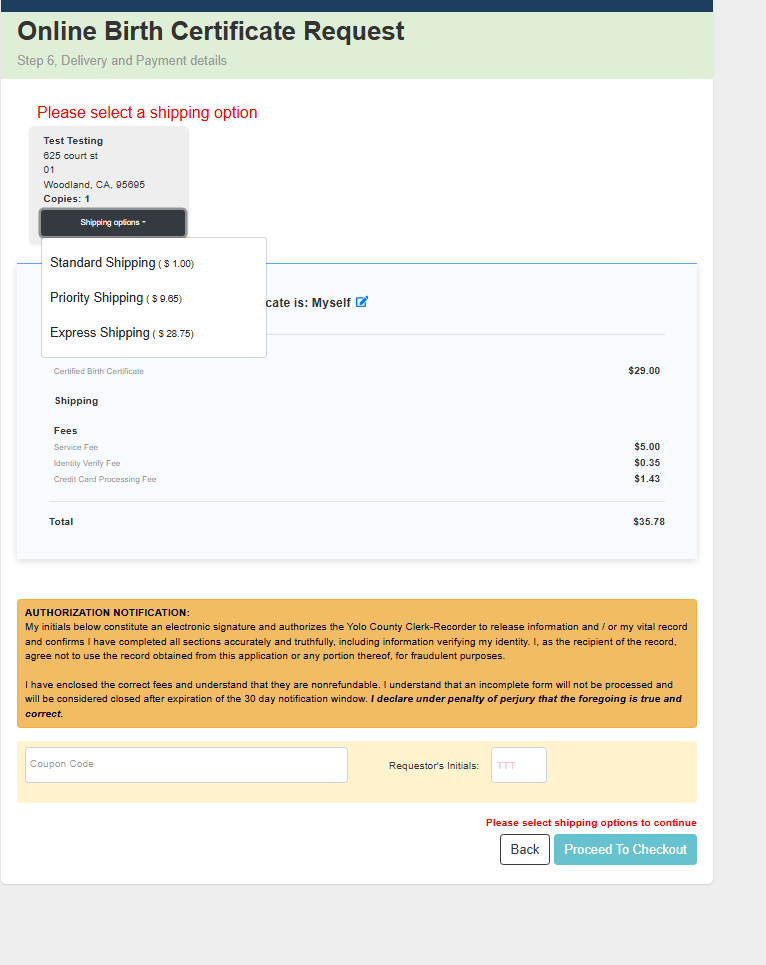 Online Birth Certificate Request
Step 6, Delivery and Payment details
Please select a shipping option
Test Testing
625 court st
01
Woodland, CA, 95695
Copies: 1
Shipping options
Standard Shipping ( $ 1.00)
Priority Shipping ( $ 9.65)
Express Shipping ( $ 28.75)
cate is: Myself
Certified Birth Certificate $29.00
Shipping
Fees
Service Fee $5.00
Identity Verify Fee $0.35
Credit Card Processing Fee $1.43
Total $35.78
AUTHORIZATION NOTIFICATION:
My initials below constitute an electronic signature and authorizes the Yolo County Clerk-Recorder to release information and / or my vital record
and confirms I have completed all sections accurately and truthfully, including information verifying my identity. I, as the recipient of the record,
agree not to use the record obtained from this application or any portion thereof, for fraudulent purposes.
I have enclosed the correct fees and understand that they are nonrefundable. I understand that an incomplete form will not be processed and
will be considered closed after expiration of the 30 day notification window. I declare under penalty of perjury that the foregoing is true and
correct.
Coupon Code Requestor's Initials: TTT
Please select shipping options to continue
Back Proceed To Checkout